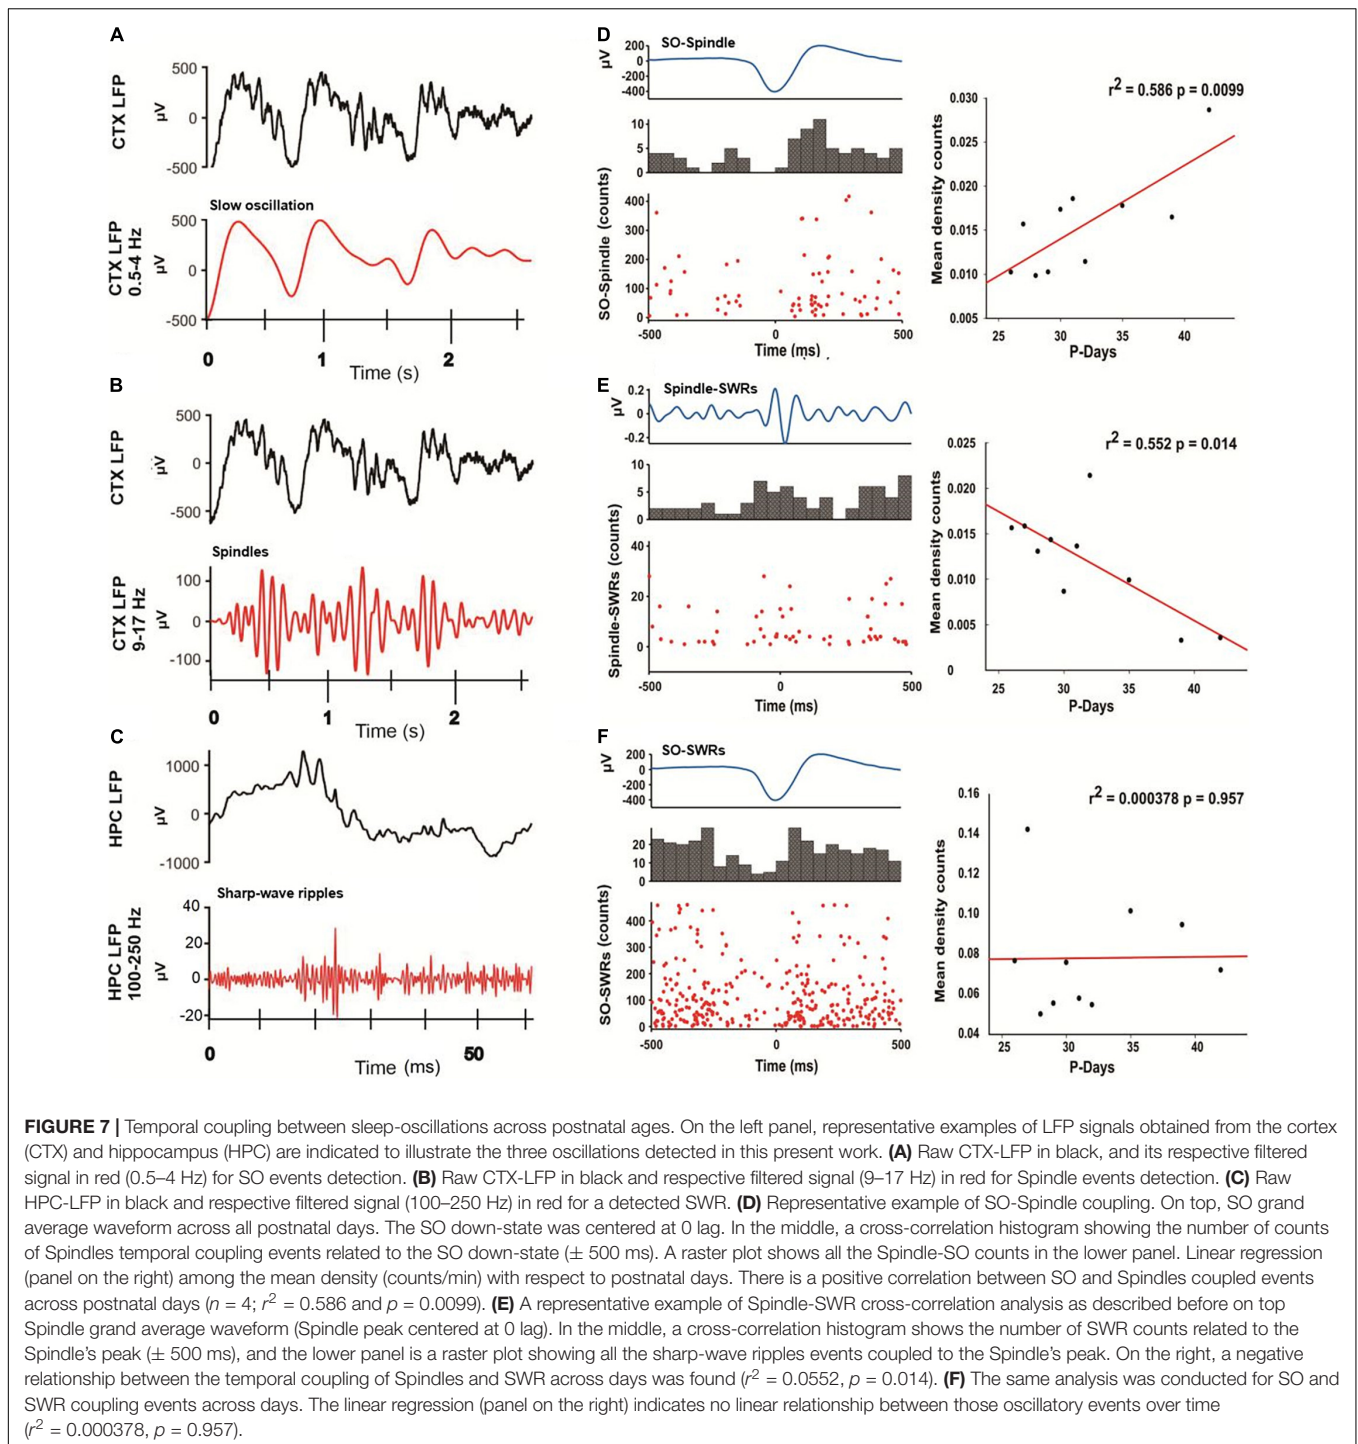 A
CTX LFP
µV
500
0
-500
Slow oscillation
CTX LFP
0.5-4 Hz
µV
500
0
-500
0 1 2
Time (s)
B
CTX LFP
µV
500
0
-500
Spindles
CTX LFP
9-17 Hz
µV
100
0
-100
0 1 2
Time (s)
C
HPC LFP
µV
1000
0
-1000
Sharp-wave ripples
HPC LFP
100-250 Hz
µV
40
20
0
-20
0 50
Time (ms)
D
SO-Spindle
µV
200
0
-200
-400
10
5
0
SO-Spindle (counts)
400
300
200
100
0
-500 0 500
Time (ms)
r2 = 0.586 p = 0.0099
Mean density counts
0.030
0.025
0.020
0.015
0.010
0.005
25 30 35 40
P-Days
E
Spindle-SWRs
µV
0.2
0
-0.2
10
5
0
Spindle-SWRs (counts)
40
20
0
-500 0 500
Time (ms)
r2 = 0.552 p = 0.014
Mean density counts
0.025
0.020
0.015
0.010
0.005
0
25 30 35 40
P-Days
F
SO-SWRs
µV
200
0
-200
-400
20
10
0
SO-SWRs (counts)
400
300
200
100
0
-500 0 500
Time (ms)
r2 = 0.000378 p = 0.957
Mean density counts
0.16
0.14
0.12
0.10
0.08
0.06
0.04
25 30 35 40
P-Days
FIGURE 7 | Temporal coupling between sleep-oscillations across postnatal ages. On the left panel, representative examples of LFP signals obtained from the cortex
(CTX) and hippocampus (HPC) are indicated to illustrate the three oscillations detected in this present work. (A) Raw CTX-LFP in black, and its respective filtered
signal in red (0.5–4 Hz) for SO events detection. (B) Raw CTX-LFP in black and respective filtered signal (9–17 Hz) in red for Spindle events detection. (C) Raw
HPC-LFP in black and respective filtered signal (100–250 Hz) in red for a detected SWR. (D) Representative example of SO-Spindle coupling. On top, SO grand
average waveform across all postnatal days. The SO down-state was centered at 0 lag. In the middle, a cross-correlation histogram showing the number of counts
of Spindles temporal coupling events related to the SO down-state (± 500 ms). A raster plot shows all the Spindle-SO counts in the lower panel. Linear regression
(panel on the right) among the mean density (counts/min) with respect to postnatal days. There is a positive correlation between SO and Spindles coupled events
across postnatal days (n = 4; r2 = 0.586 and p = 0.0099). (E) A representative example of Spindle-SWR cross-correlation analysis as described before on top
Spindle grand average waveform (Spindle peak centered at 0 lag). In the middle, a cross-correlation histogram shows the number of SWR counts related to the
Spindle's peak (± 500 ms), and the lower panel is a raster plot showing all the sharp-wave ripples events coupled to the Spindle's peak. On the right, a negative
relationship between the temporal coupling of Spindles and SWR across days was found (r2 = 0.0552, p = 0.014). (F) The same analysis was conducted for SO and
SWR coupling events across days. The linear regression (panel on the right) indicates no linear relationship between those oscillatory events over time
(r2 = 0.000378, p = 0.957).